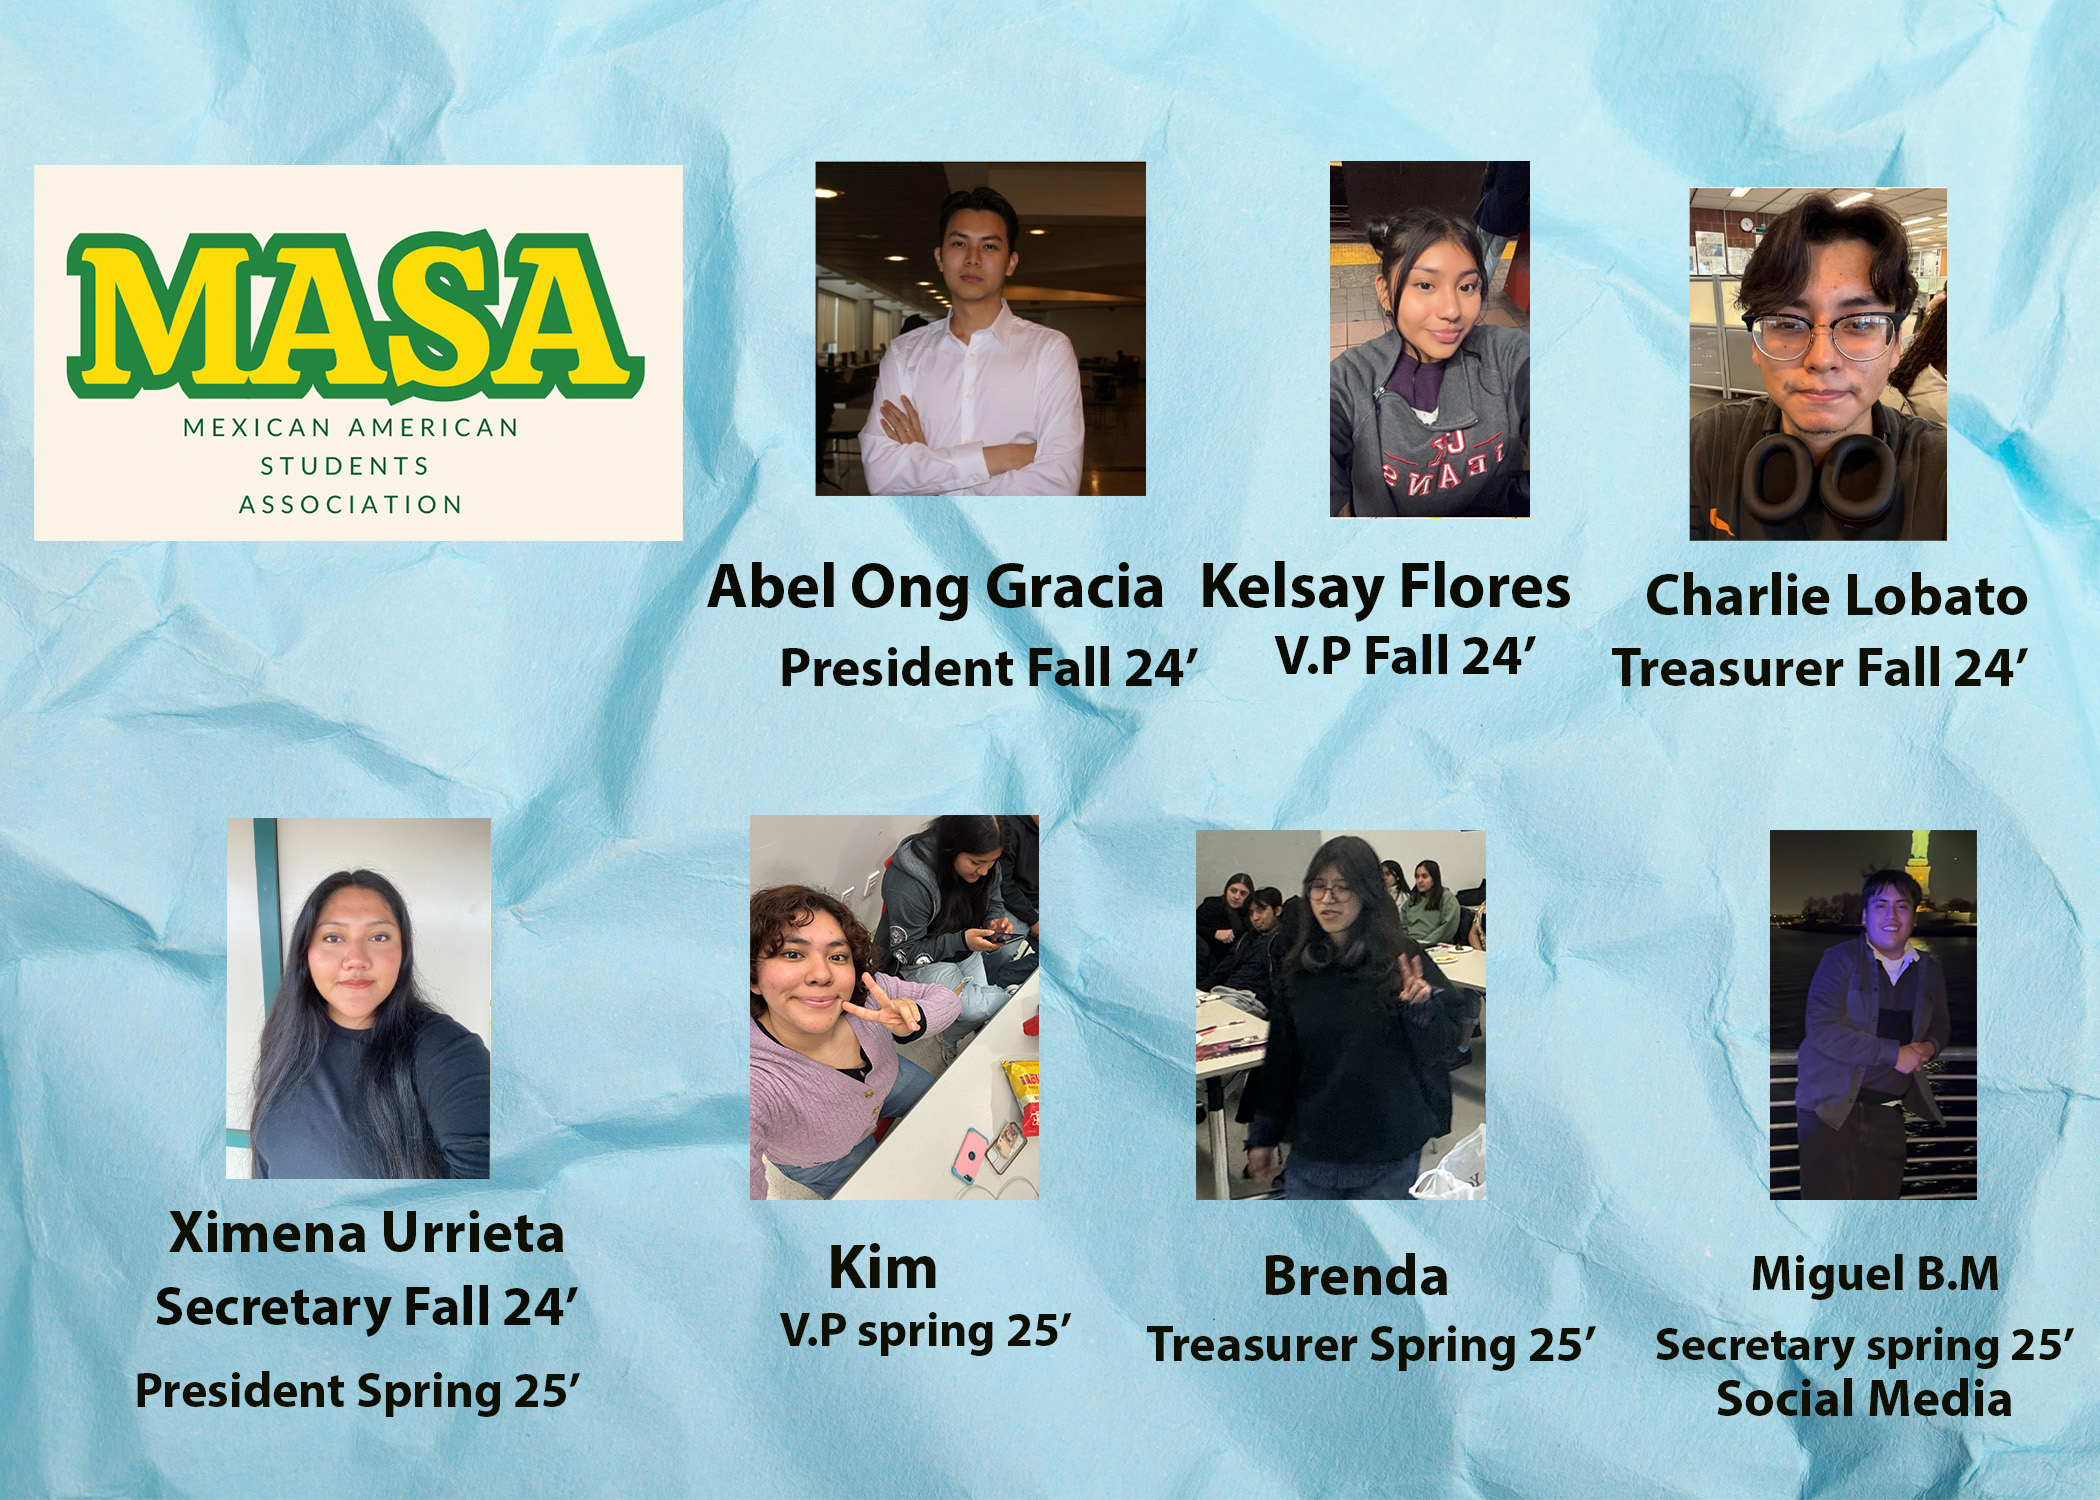 MASA
MEXICAN AMERICAN
STUDENTS
ASSOCIATION
Abel Ong Gracia
President Fall 24’
Kelsay Flores
V.P Fall 24’
Charlie Lobato
Treasurer Fall 24’
Ximena Urrieta
Secretary Fall 24’
President Spring 25’
Kim
V.P spring 25’
Brenda
Treasurer Spring 25’
Miguel B.M
Secretary spring 25’
Social Media